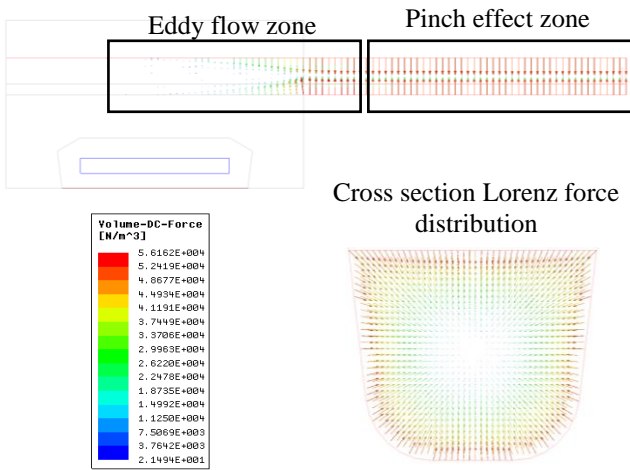 Eddy flow zone
Pinch effect zone
Cross section Lorenz force
distribution
Volume-DC-Force
[N/m^3]
5.6162E+004
5.2419E+004
4.8677E+004
4.4934E+004
4.1191E+004
3.7449E+004
3.3706E+004
2.9963E+004
2.6220E+004
2.2478E+004
1.8735E+004
1.4992E+004
1.1250E+004
7.5069E+003
3.7642E+003
2.1494E+001